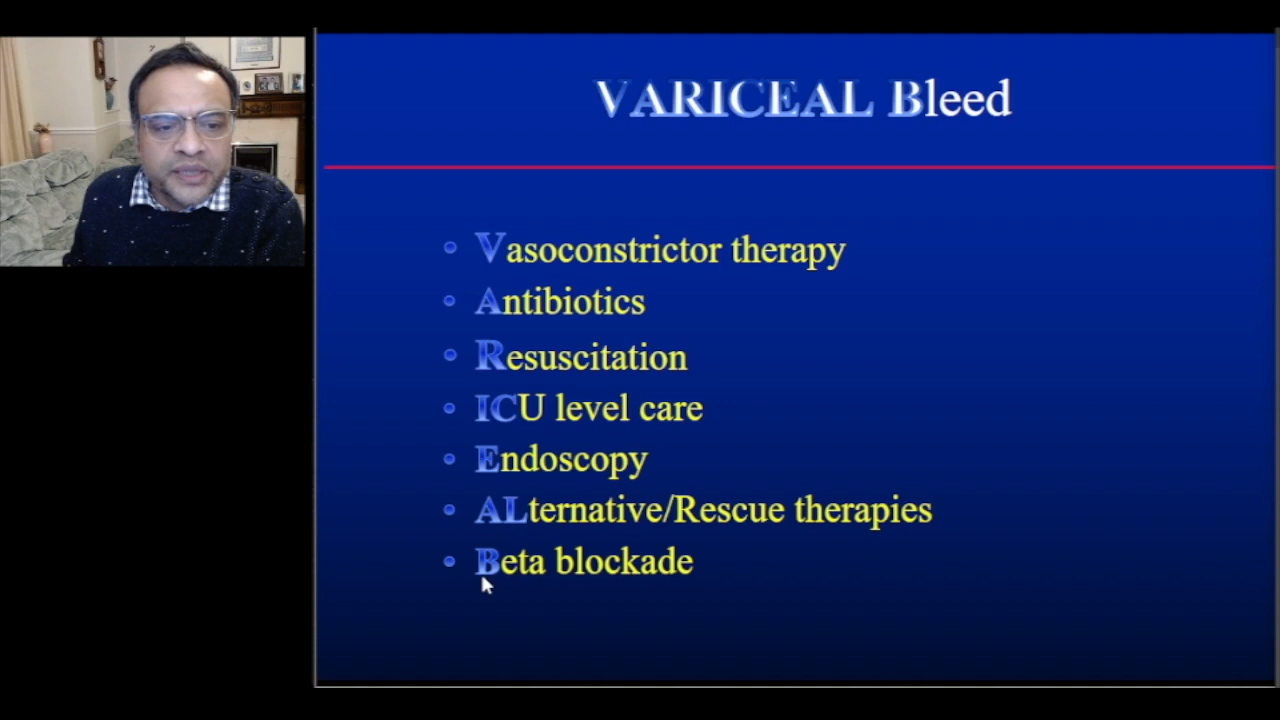 VARICEAL Bleed
• Vasoconstrictor therapy
• Antibiotics
• Resuscitation
• ICU level care
• Endoscopy
• ALternative/Rescue therapies
• Beta blockade